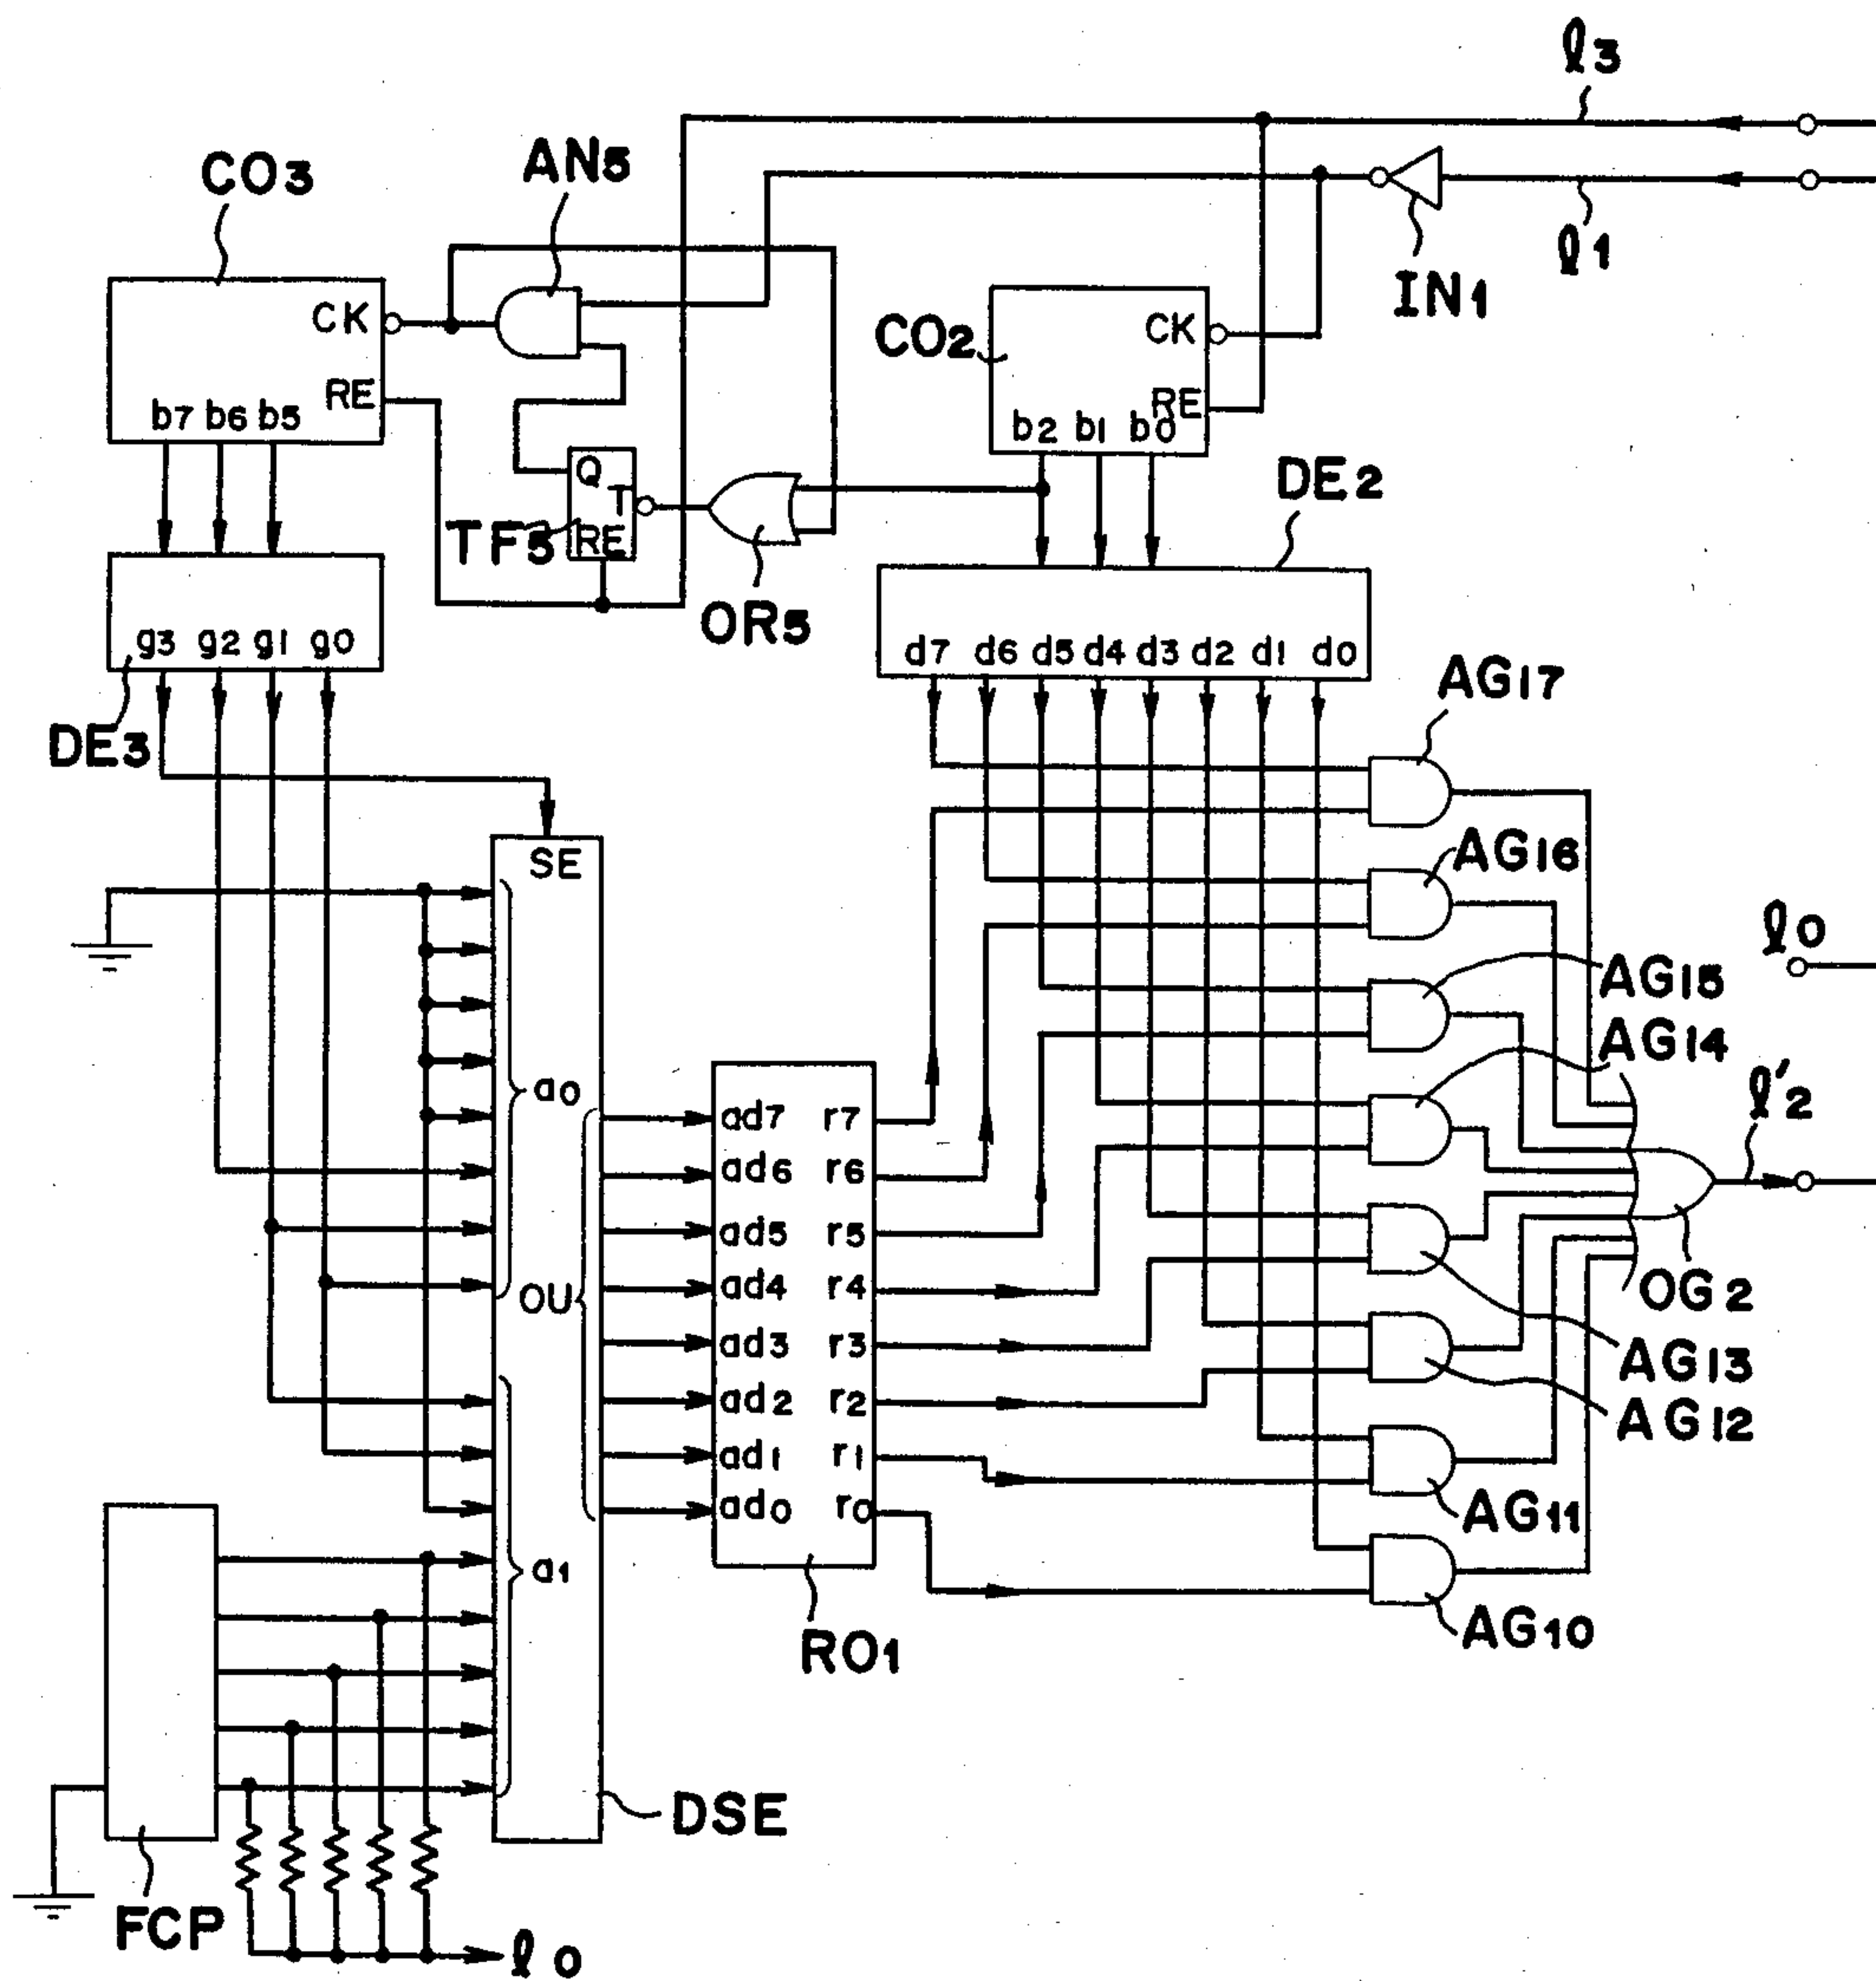 ℓ3
AN5
CO3
ℓ1
IN1
CK
CK
CO2
RE
RE
b7 b6 b5
b2 b1 b0
Q
T
DE2
TF5
RE
OR5
g3 g2 g1 g0
d7 d6 d5 d4 d3 d2 d1 d0
AG17
DE3
SE
AG16
ℓ0
AG15
AG14
a0
ℓ'2
ad7 r7
ad6 r6
ad5 r5
OU
ad4 r4
OG2
ad3 r3
AG13
ad2 r2
AG12
ad1 r1
ad0 r0
AG11
a1
AG10
RO1
DSE
FCP
ℓ0